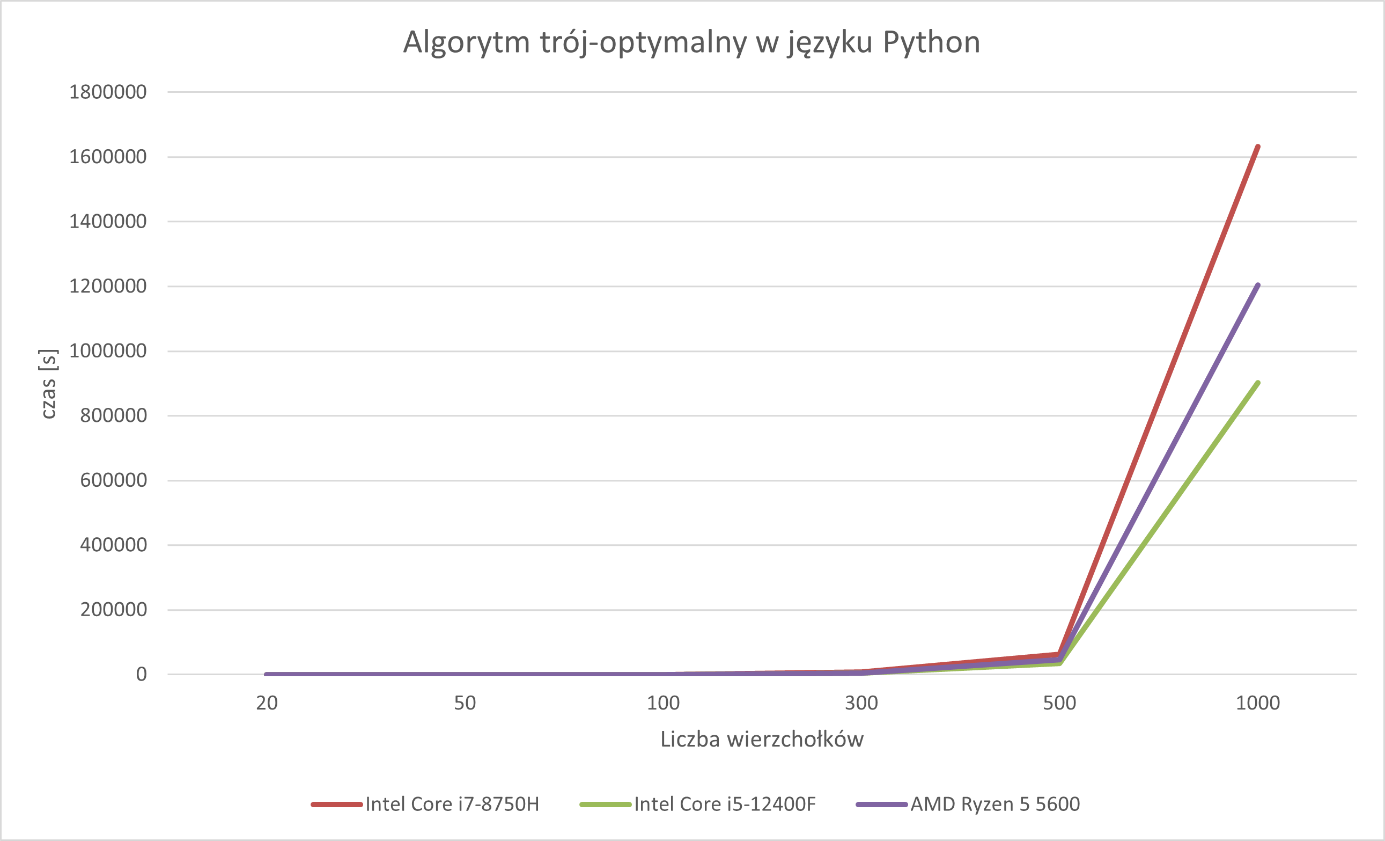 Algorytm trój-optymalny w języku Python
1800000
1600000
1400000
1200000
1000000
800000
600000
400000
200000
0
czas [s]
20 50 100 300 500 1000
Liczba wierzchołków
Intel Core i7-8750H Intel Core i5-12400F AMD Ryzen 5 5600